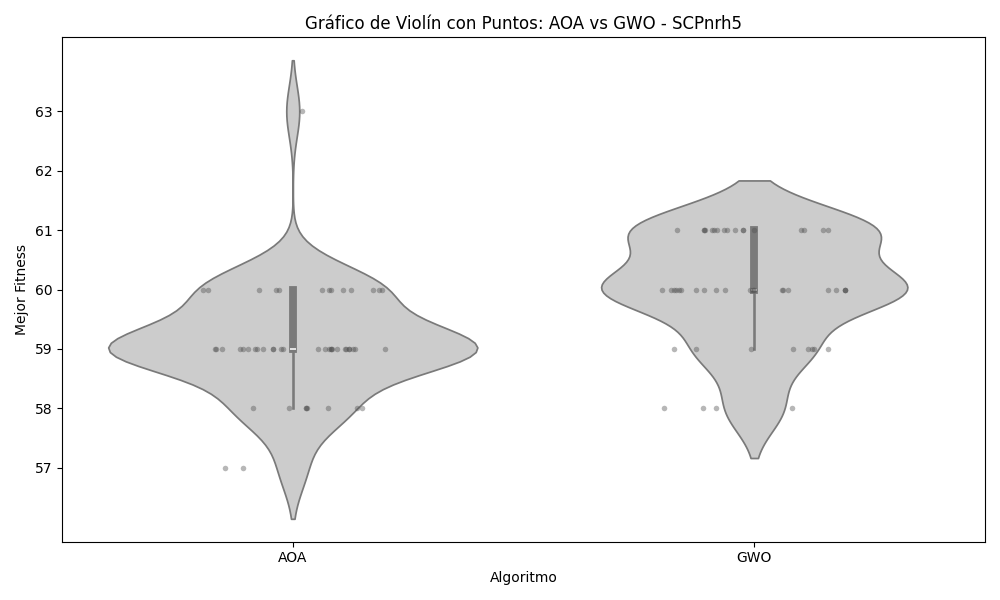 Gráfico de Violín con Puntos: AOA vs GWO - SCPnrh5
Mejor Fitness
63
62
61
60
59
58
57
AOA
GWO
Algoritmo